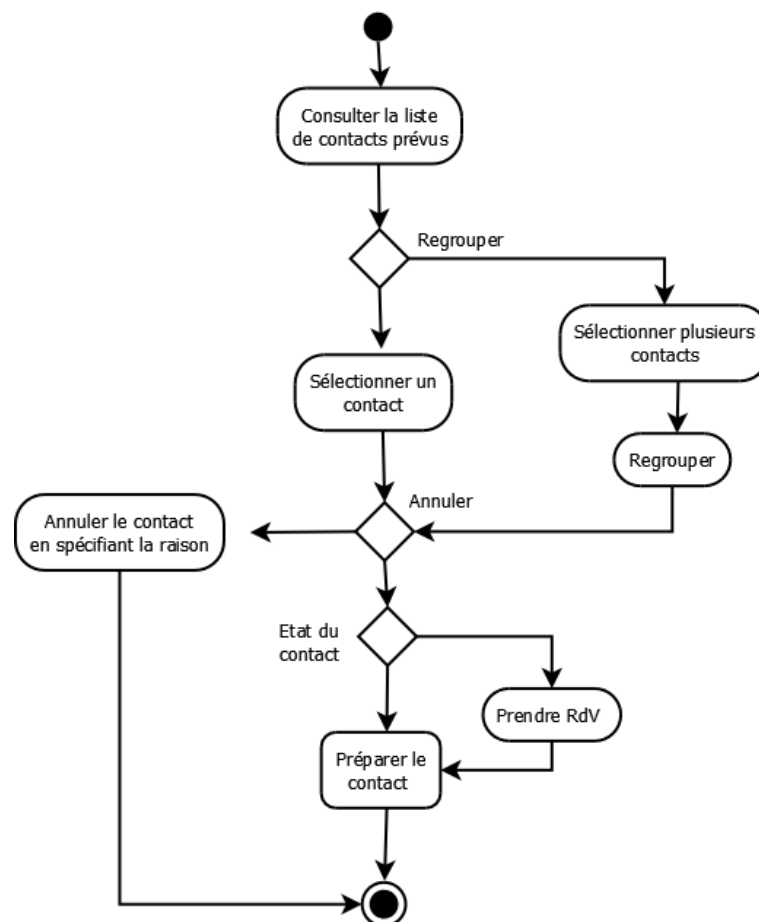 Consulter la liste
de contacts prévus
Regrouper
Sélectionner plusieurs
contacts
Sélectionner un
contact
Regrouper
Annuler
Annuler le contact
en spécifiant la raison
Etat du
contact
Prendre RdV
Préparer le
contact